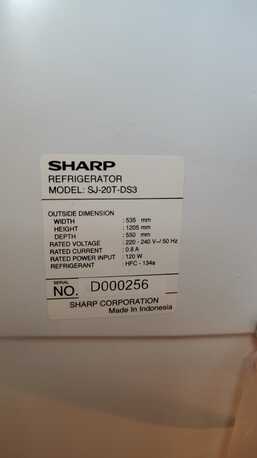 SHARP
REFRIGERATOR
MODEL: SJ-20T-DS3
OUTSIDE DIMENSION
WIDTH : 535 mm
HEIGHT : 1205 mm
DEPTH : 550 mm
RATED VOLTAGE : 220 - 240 V~/ 50 Hz
RATED CURRENT : 0.8 A
RATED POWER INPUT : 120 W
REFRIGERANT : HFC - 134a
SERIAL NO. D000256
SHARP CORPORATION
Made In Indonesia